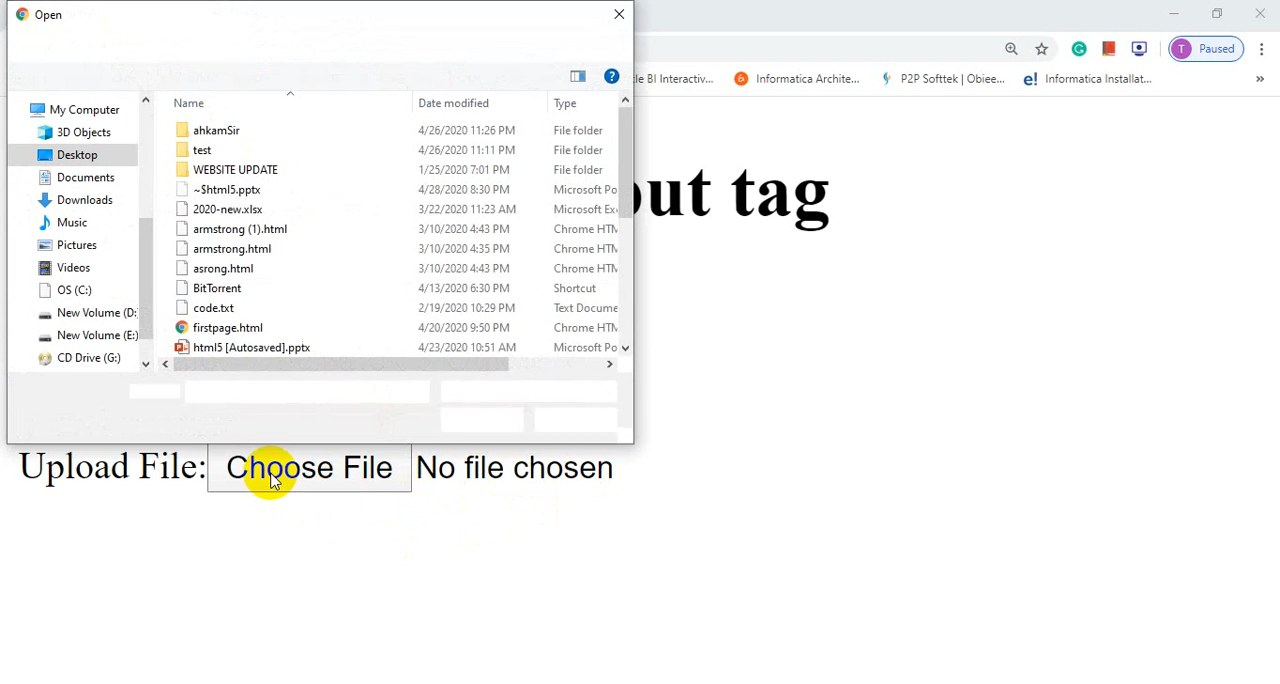 Open
T Paused
le BI Interactiv...
Informatica Archite...
P2P Softtek | Obiee...
e! Informatica Installat...
»
My Computer
3D Objects
Desktop
Documents
Downloads
Music
Pictures
Videos
OS (C:)
New Volume (D:
New Volume (E:)
CD Drive (G:)
Name Date modified Type
ahkamSir 4/26/2020 11:26 PM File folder
test 4/26/2020 11:11 PM File folder
WEBSITE UPDATE 1/25/2020 7:01 PM File folder
~$html5.pptx 4/28/2020 8:30 PM Microsoft Po
2020-new.xlsx 3/22/2020 11:23 AM Microsoft Ex
armstrong (1).html 3/10/2020 4:43 PM Chrome HTM
armstrong.html 3/10/2020 4:35 PM Chrome HTM
asrong.html 3/10/2020 4:43 PM Chrome HTM
BitTorrent 4/13/2020 6:30 PM Shortcut
code.txt 2/19/2020 10:29 PM Text Docume
firstpage.html 4/20/2020 9:50 PM Chrome HTM
html5 [Autosaved].pptx 4/23/2020 10:51 AM Microsoft Po
out tag
Upload File: Choose File No file chosen